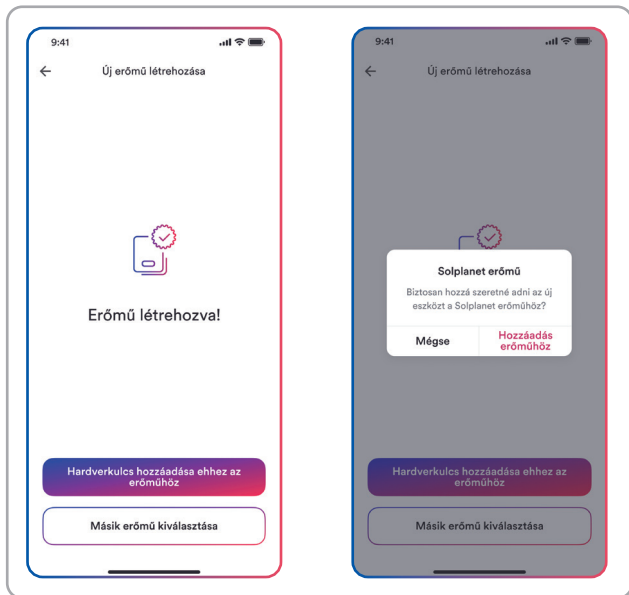 9:41
Új erőmű létrehozása
Erőmű létrehozva!
Hardverkulcs hozzáadása ehhez az
erőműhöz
Másik erőmű kiválasztása
9:41
Új erőmű létrehozása
Solplanet erőmű
Biztosan hozzá szeretné adni az új
eszközt a Solplanet erőműhöz?
Mégse
Hozzáadás
erőműhöz
Hardverkulcs hozzáadása ehhez az
erőműhöz
Másik erőmű kiválasztása